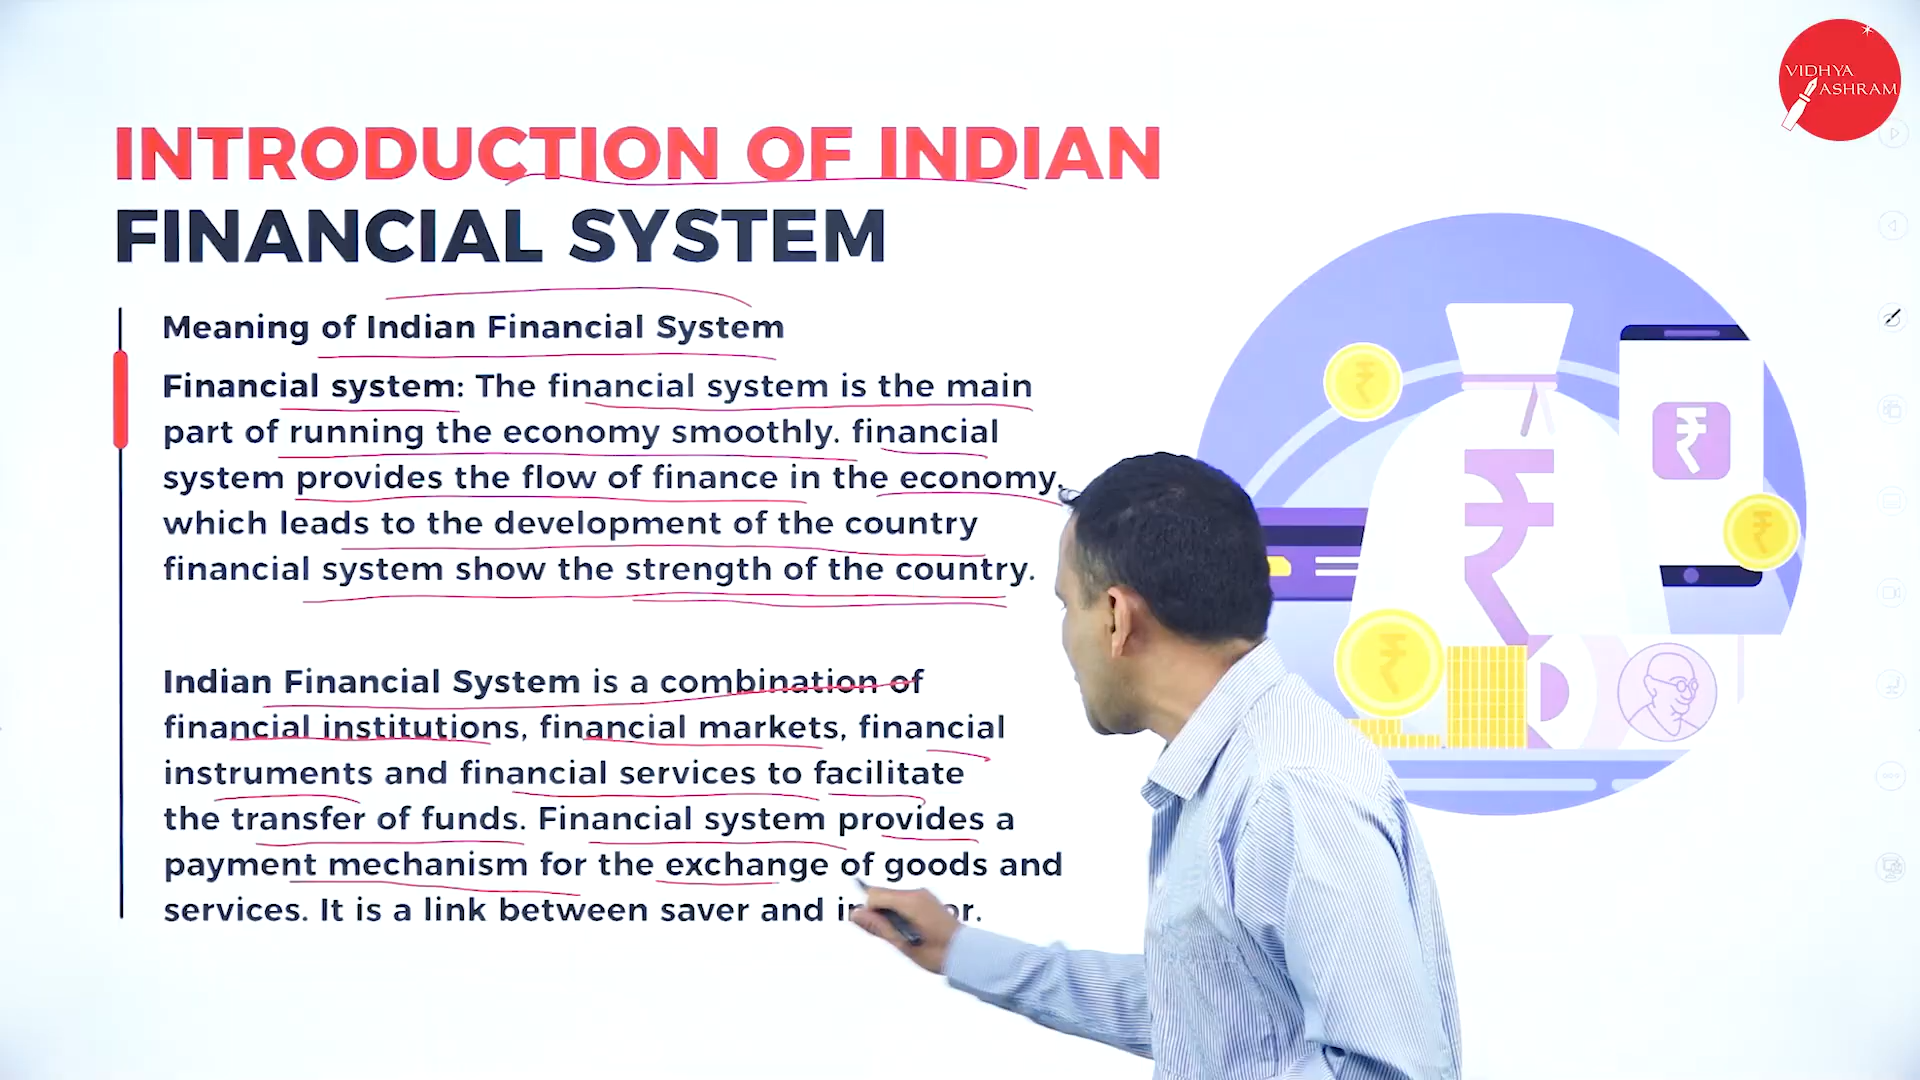 VIDHYA
ASHRAM
INTRODUCTION OF INDIAN
FINANCIAL SYSTEM
Meaning of Indian Financial System
Financial system: The financial system is the main
part of running the economy smoothly. financial
system provides the flow of finance in the economy.
which leads to the development of the country
financial system show the strength of the country.
Indian Financial System is a combination of
financial institutions, financial markets, financial
instruments and financial services to facilitate
the transfer of funds. Financial system provides a
payment mechanism for the exchange of goods and
services. It is a link between saver and